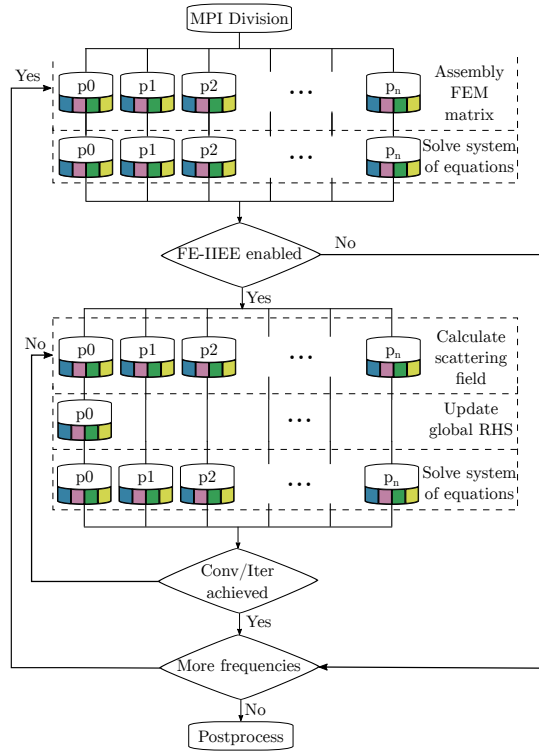 MPI Division
Yes
p0 p1 p2 ... pn
Assembly
FEM
matrix
p0 p1 p2 ... pn
Solve system
of equations
FE-IIEE enabled
No
Yes
No
p0 p1 p2 ... pn
Calculate
scattering
field
p0 ...
Update
global RHS
p0 p1 p2 ... pn
Solve system
of equations
Conv/Iter
achieved
Yes
More frequencies
No
Postprocess